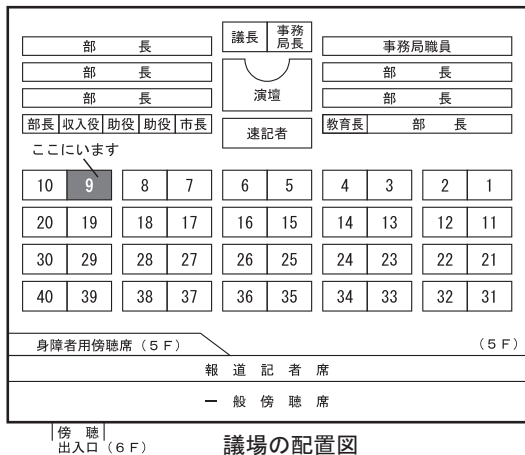 議長 事務局長
部長 事務局職員
部長 部長
部長 演壇 部長
部長 収入役 助役 助役 市長 速記者 教育長 部長
ここにいます
10 9 8 7 6 5 4 3 2 1
20 19 18 17 16 15 14 13 12 11
30 29 28 27 26 25 24 23 22 21
40 39 38 37 36 35 34 33 32 31
身障者用傍聴席(5F) (5F)
報道記者席
一般傍聴席
傍聴
出入口(6F) 議場の配置図